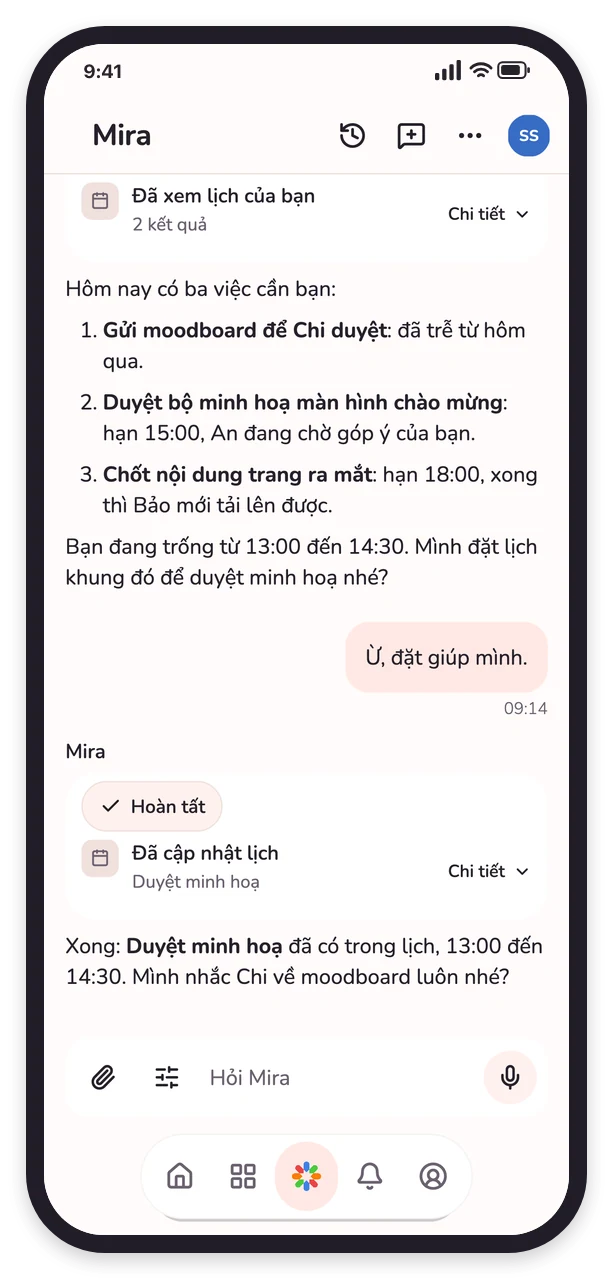 9:41
Mira
SS
Đã xem lịch của bạn
2 kết quả
Chi tiết
Hôm nay có ba việc cần bạn:
1. Gửi moodboard để Chi duyệt: đã trễ từ hôm
qua.
2. Duyệt bộ minh hoạ màn hình chào mừng:
hạn 15:00, An đang chờ góp ý của bạn.
3. Chốt nội dung trang ra mắt: hạn 18:00, xong
thì Bảo mới tải lên được.
Bạn đang trống từ 13:00 đến 14:30. Mình đặt lịch
khung đó để duyệt minh hoạ nhé?
Ừ, đặt giúp mình.
09:14
Mira
Hoàn tất
Đã cập nhật lịch
Duyệt minh hoạ
Chi tiết
Xong: Duyệt minh hoạ đã có trong lịch, 13:00 đến
14:30. Mình nhắc Chi về moodboard luôn nhé?
Hỏi Mira